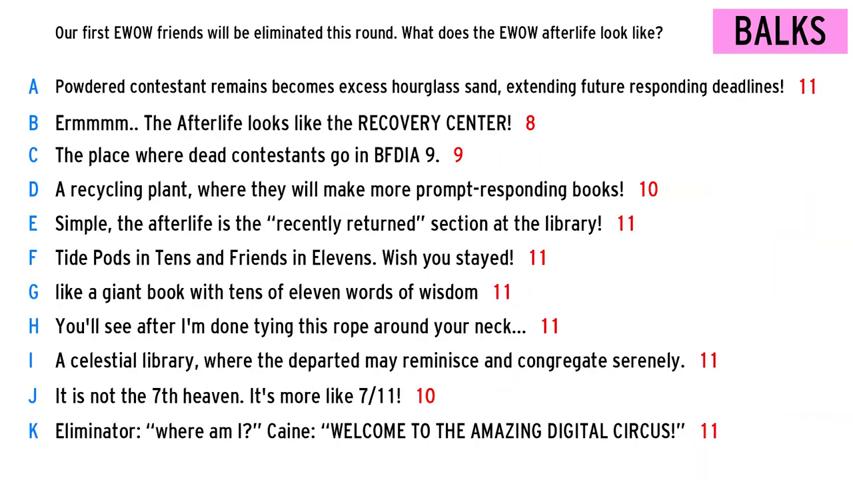 Our first EWOW friends will be eliminated this round. What does the EWOW afterlife look like?
BALKS
A Powdered contestant remains becomes excess hourglass sand, extending future responding deadlines! 11
B Ermmmm.. The Afterlife looks like the RECOVERY CENTER! 8
C The place where dead contestants go in BFDIA 9. 9
D A recycling plant, where they will make more prompt-responding books! 10
E Simple, the afterlife is the “recently returned” section at the library! 11
F Tide Pods in Tens and Friends in Elevens. Wish you stayed! 11
G like a giant book with tens of eleven words of wisdom 11
H You'll see after I'm done tying this rope around your neck... 11
I A celestial library, where the departed may reminisce and congregate serenely. 11
J It is not the 7th heaven. It's more like 7/11! 10
K Eliminator: “where am I?” Caine: “WELCOME TO THE AMAZING DIGITAL CIRCUS!” 11